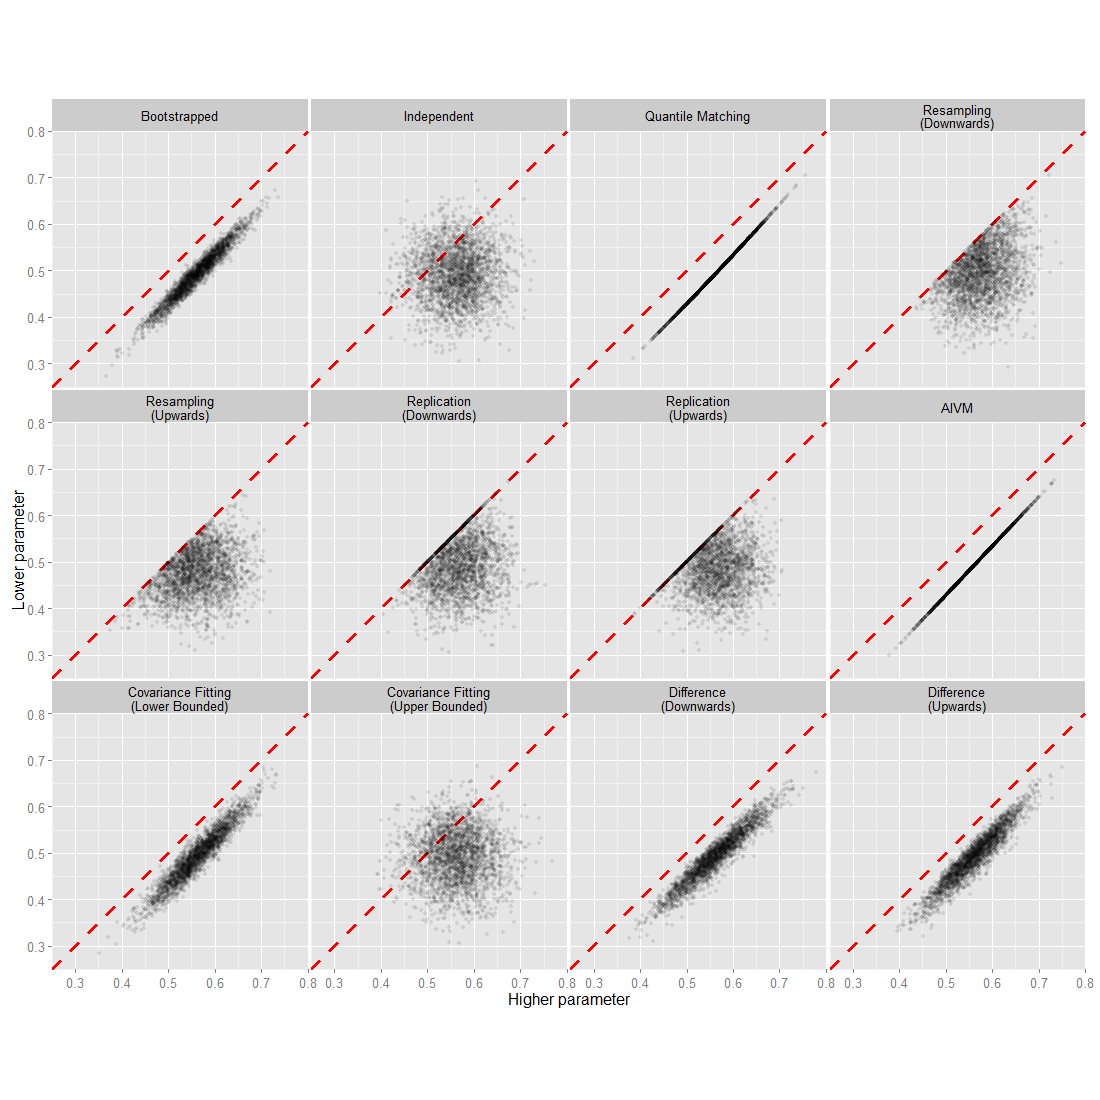 Bootstrapped
Independent
Quantile Matching
Resampling
(Downwards)
0.8
0.7
0.6
0.5
0.4
0.3
Resampling
(Upwards)
Replication
(Downwards)
Replication
(Upwards)
AIVM
0.8
0.7
0.6
0.5
0.4
0.3
Lower parameter
Covariance Fitting
(Lower Bounded)
Covariance Fitting
(Upper Bounded)
Difference
(Downwards)
Difference
(Upwards)
0.8
0.7
0.6
0.5
0.4
0.3
0.3 0.4 0.5 0.6 0.7 0.8 0.3 0.4 0.5 0.6 0.7 0.8 0.3 0.4 0.5 0.6 0.7 0.8 0.3 0.4 0.5 0.6 0.7 0.8
Higher parameter